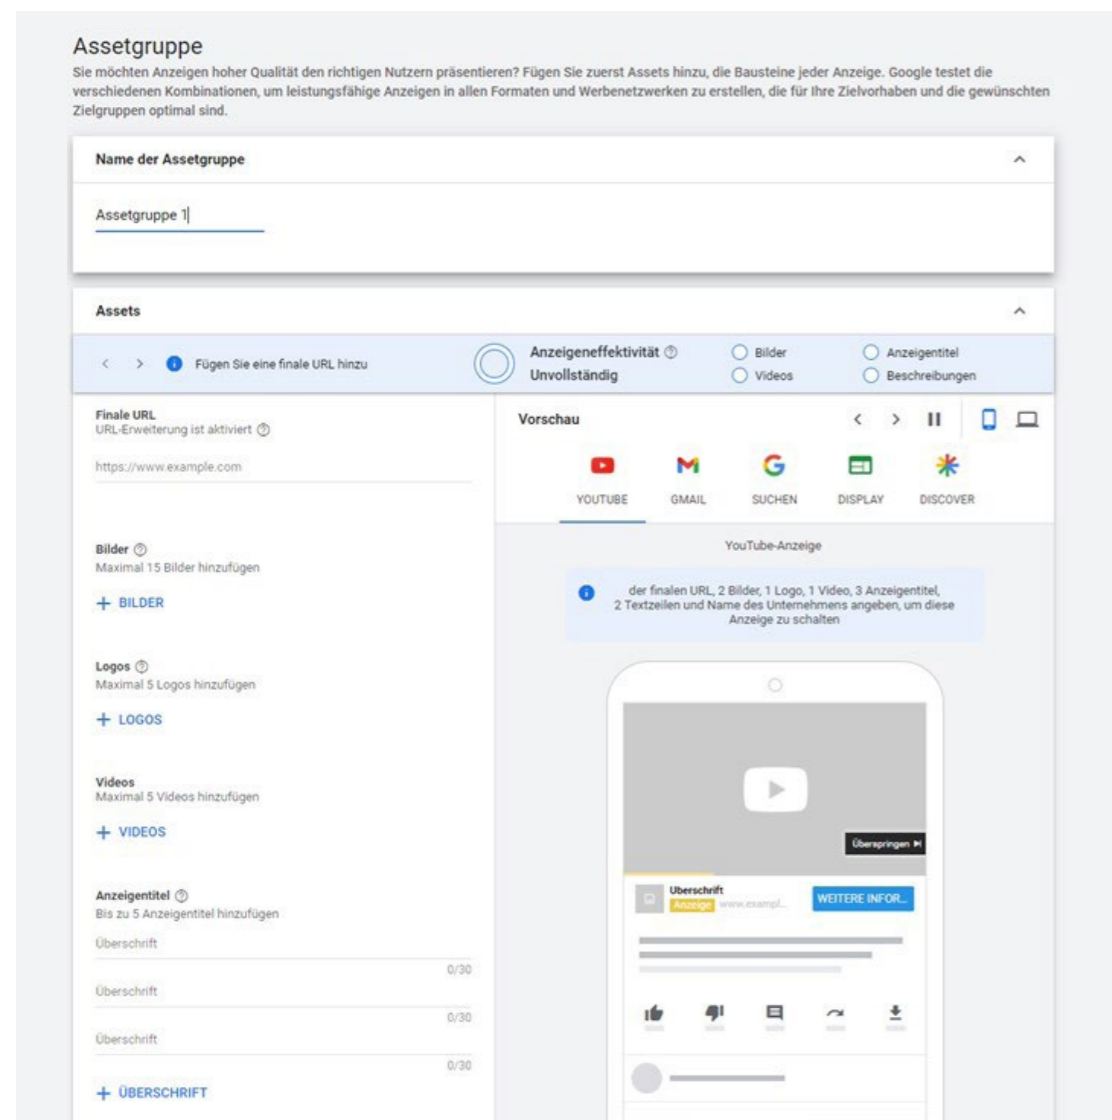 Assetgruppe
Sie möchten Anzeigen hoher Qualität den richtigen Nutzern präsentieren? Fügen Sie zuerst Assets hinzu, die Bausteine jeder Anzeige. Google testet die
verschiedenen Kombinationen, um leistungsfähige Anzeigen in allen Formaten und Werbenetzwerken zu erstellen, die für Ihre Zielvorhaben und die gewünschten
Zielgruppen optimal sind.
Name der Assetgruppe
Assetgruppe 1
Assets
Fügen Sie eine finale URL hinzu
Anzeigeneffektivität
Unvollständig
Bilder
Videos
Anzeigentitel
Beschreibungen
Finale URL
URL-Erweiterung ist aktiviert
https://www.example.com
Bilder
Maximal 15 Bilder hinzufügen
+ BILDER
Logos
Maximal 5 Logos hinzufügen
+ LOGOS
Videos
Maximal 5 Videos hinzufügen
+ VIDEOS
Anzeigentitel
Bis zu 5 Anzeigentitel hinzufügen
Überschrift
0/30
Überschrift
0/30
Überschrift
0/30
+ ÜBERSCHRIFT
Vorschau
YOUTUBE
GMAIL
SUCHEN
DISPLAY
DISCOVER
YouTube-Anzeige
der finalen URL, 2 Bilder, 1 Logo, 1 Video, 3 Anzeigentitel,
2 Textzeilen und Name des Unternehmens angeben, um diese
Anzeige zu schalten
Überspringen
Überschrift
Anzeige www.exampl...
WEITERE INFOR...